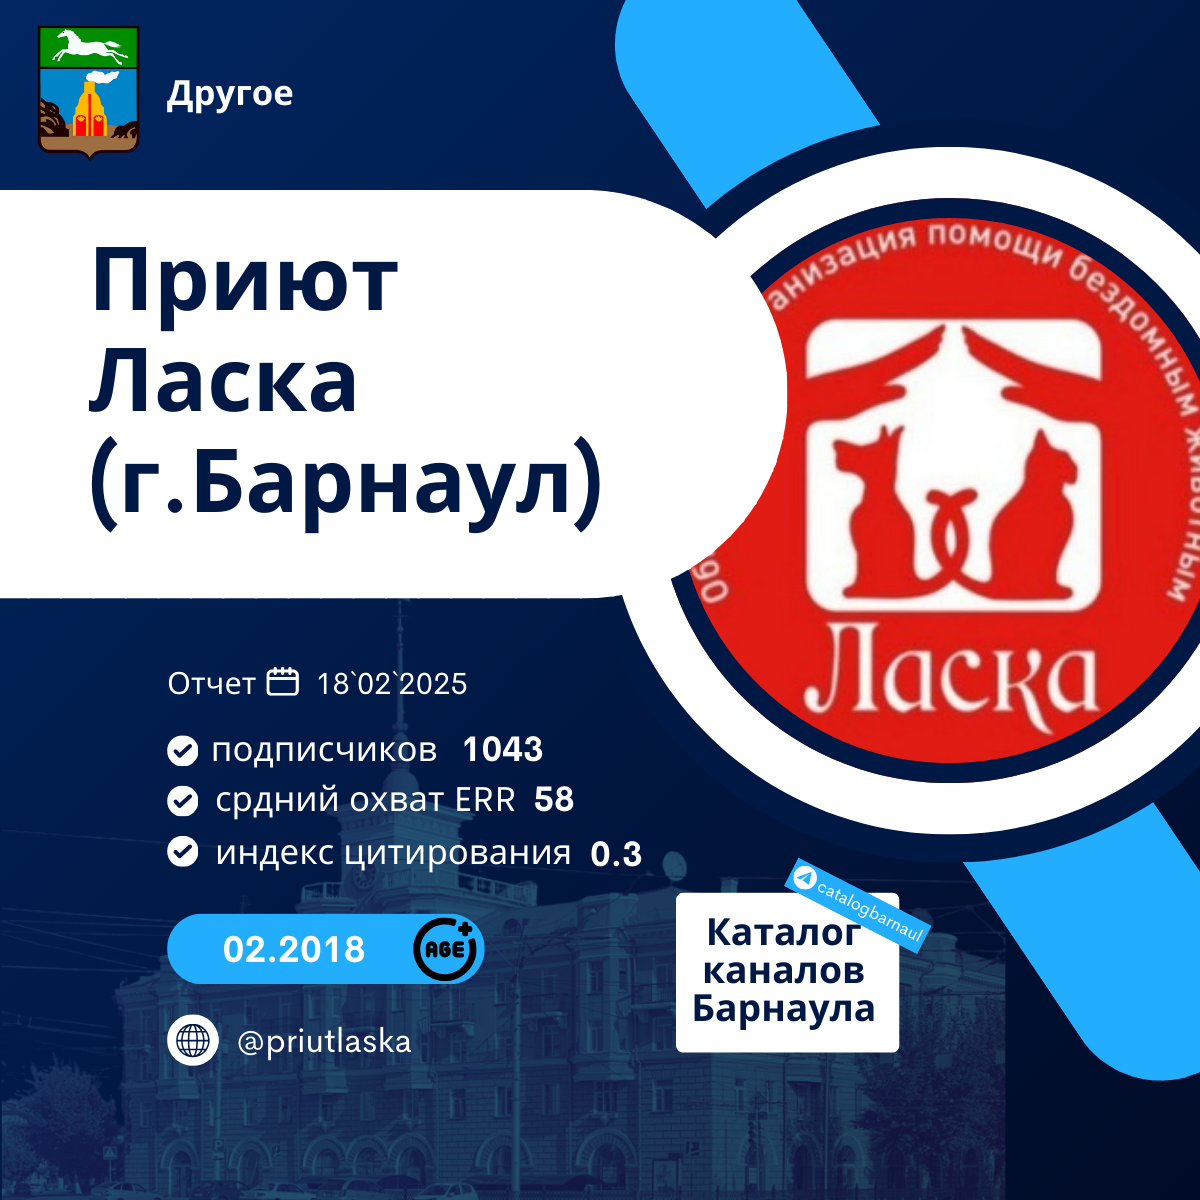 Другое
Приют
Ласка
(г.Барнаул)
помощи бездомным животным
Ласка
Отчет 18`02`2025
подписчиков 1043
срдний охват ERR 58
индекс цитирования 0.3
02.2018
AGE+
@priutlaska
catalogbarnaul
Каталог
каналов
Барнаула